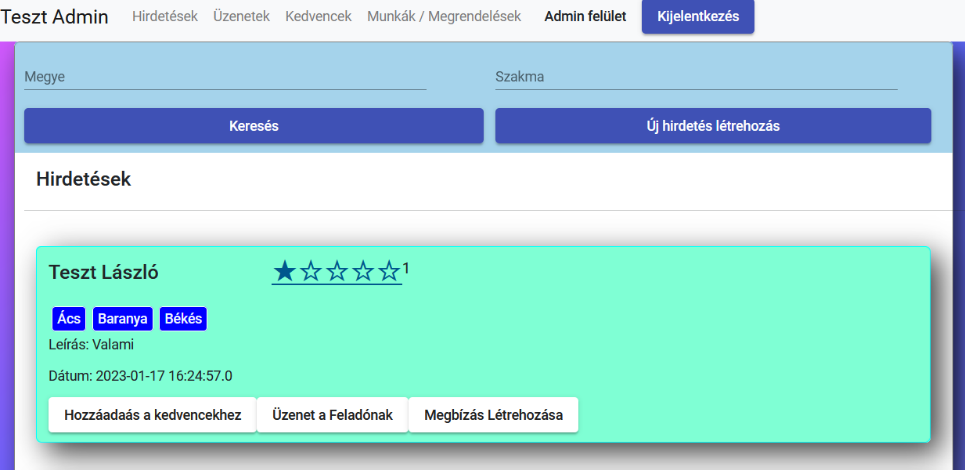 Teszt Admin Hirdetések Üzenetek Kedvencek Munkák / Megrendelések Admin felület Kijelentkezés
Megye Szakma
Keresés Új hirdetés létrehozás
Hirdetések
Teszt László 1
Ács Baranya Békés
Leírás: Valami
Dátum: 2023-01-17 16:24:57.0
Hozzáadaás a kedvencekhez Üzenet a Feladónak Megbízás Létrehozása